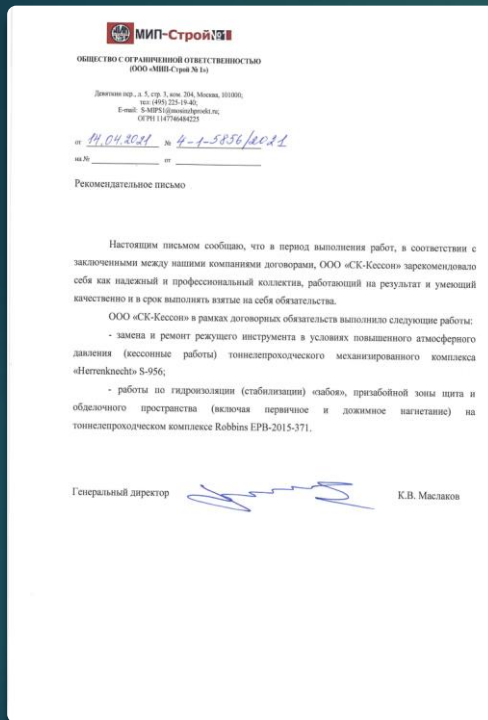 МИП-Строй№1
ОБЩЕСТВО С ОГРАНИЧЕННОЙ ОТВЕТСТВЕННОСТЬЮ
(ООО «МИП-Строй № 1»)
Девяткин пер., д. 5, стр. 3, ком. 204, Москва, 101000;
тел: (495) 225-19-40;
E-mail: S-MIPS1@mosinzhproekt.ru;
ОГРН 1147746484225
от 14.04.2021 № 4-1-5856/2021
на № от
Рекомендательное письмо
Настоящим письмом сообщаю, что в период выполнения работ, в соответствии с
заключенными между нашими компаниями договорами, ООО «СК-Кессон» зарекомендовало
себя как надежный и профессиональный коллектив, работающий на результат и умеющий
качественно и в срок выполнять взятые на себя обязательства.
ООО «СК-Кессон» в рамках договорных обязательств выполнило следующие работы:
- замена и ремонт режущего инструмента в условиях повышенного атмосферного
давления (кессонные работы) тоннелепроходческого механизированного комплекса
«Herrenknecht» S-956;
- работы по гидроизоляции (стабилизации) «забоя», призабойной зоны щита и
обделочного пространства (включая первичное и дожимное нагнетание) на
тоннелепроходческом комплексе Robbins EPB-2015-371.
Генеральный директор К.В. Маслаков